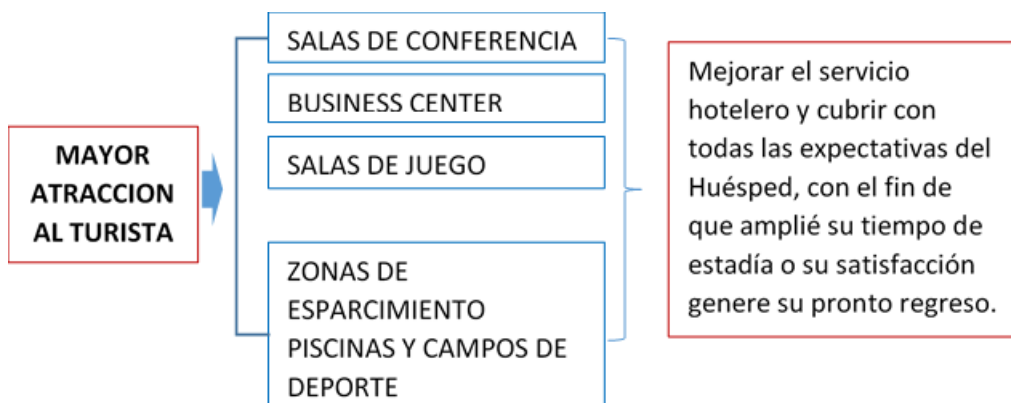 MAYOR
ATRACCION
AL TURISTA
SALAS DE CONFERENCIA
BUSINESS CENTER
SALAS DE JUEGO
ZONAS DE
ESPARCIMIENTO
PISCINAS Y CAMPOS DE
DEPORTE
Mejorar el servicio
hotelero y cubrir con
todas las expectativas del
Huésped, con el fin de
que amplié su tiempo de
estadía o su satisfacción
genere su pronto regreso.